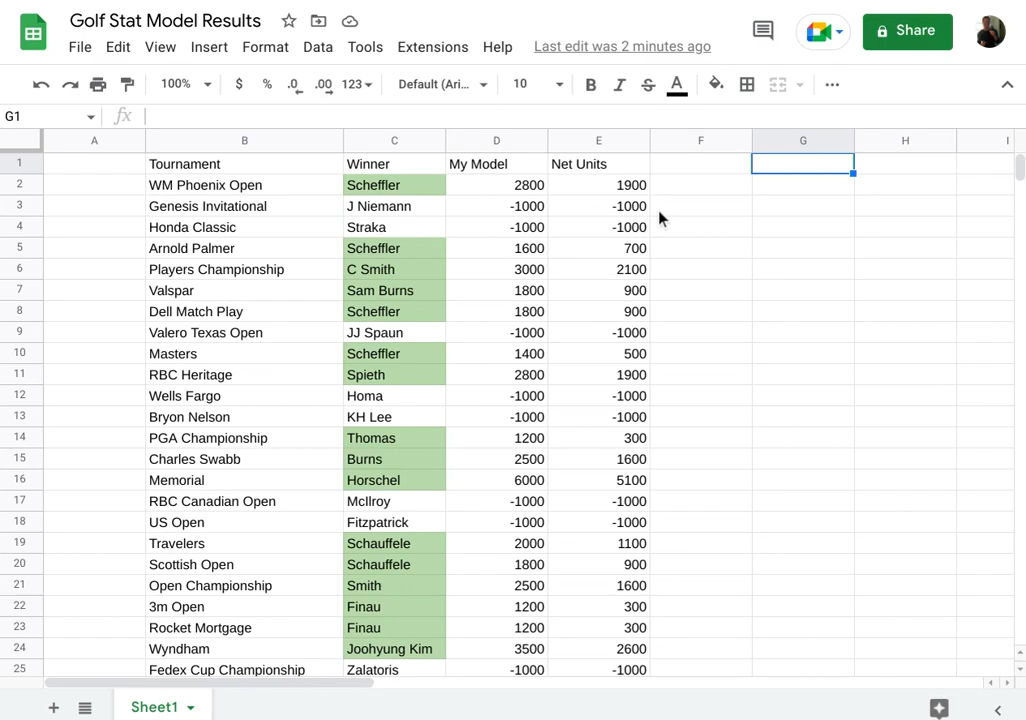 Golf Stat Model Results
File Edit View Insert Format Data Tools Extensions Help Last edit was 2 minutes ago
Share
100% $ % .0 .00 123 Default (Ari... 10 B I S A
G1 fx
A B C D E F G H I
1 Tournament Winner My Model Net Units
2 WM Phoenix Open Scheffler 2800 1900
3 Genesis Invitational J Niemann -1000 -1000
4 Honda Classic Straka -1000 -1000
5 Arnold Palmer Scheffler 1600 700
6 Players Championship C Smith 3000 2100
7 Valspar Sam Burns 1800 900
8 Dell Match Play Scheffler 1800 900
9 Valero Texas Open JJ Spaun -1000 -1000
10 Masters Scheffler 1400 500
11 RBC Heritage Spieth 2800 1900
12 Wells Fargo Homa -1000 -1000
13 Bryon Nelson KH Lee -1000 -1000
14 PGA Championship Thomas 1200 300
15 Charles Swabb Burns 2500 1600
16 Memorial Horschel 6000 5100
17 RBC Canadian Open McIlroy -1000 -1000
18 US Open Fitzpatrick -1000 -1000
19 Travelers Schauffele 2000 1100
20 Scottish Open Schauffele 1800 900
21 Open Championship Smith 2500 1600
22 3m Open Finau 1200 300
23 Rocket Mortgage Finau 1200 300
24 Wyndham Joohyung Kim 3500 2600
25 Fedex Cup Championship Zalatoris -1000 -1000
Sheet1